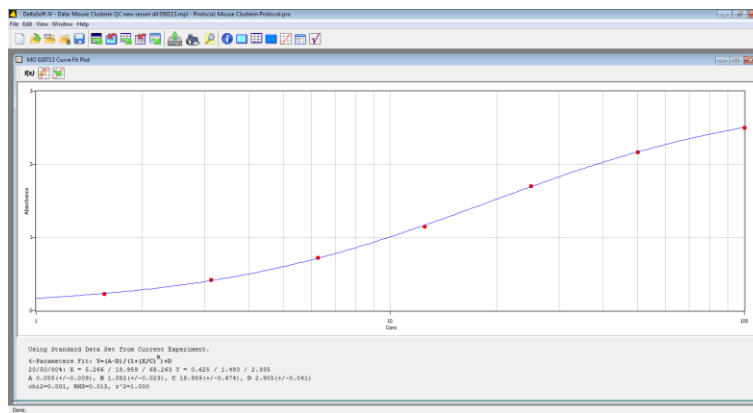 DeltaSoft JV - Data: Mouse Clusterin QC new serum dil 050113.mpl - Protocol: Mouse Clusterin Protocol.pro
File Edit View Window Help
MO 020713 Curve Fit Plot
f(x)
3
2
1
0
Absorbance
1
10
100
Conc
Using Standard Data Set from Current Experiment.
4-Parameters Fit: Y=(A-D)/(1+(X/C)^B)+D
20/50/80%: X = 5.266 / 18.959 / 68.263 Y = 0.625 / 1.480 / 2.335
A 0.055(+/-0.009), B 1.082(+/-0.023), C 18.959(+/-0.674), D 2.905(+/-0.041)
chi2=0.001, RMS=0.013, r^2=1.000
Done.